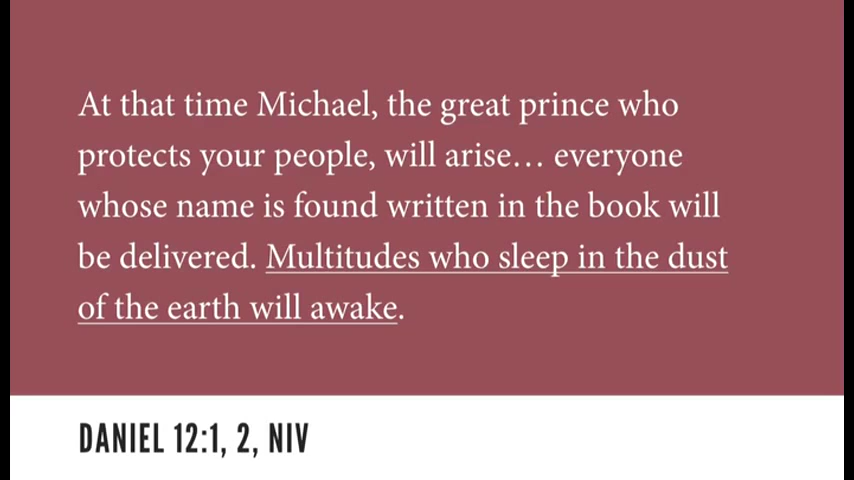 At that time Michael, the great prince who
protects your people, will arise… everyone
whose name is found written in the book will
be delivered. Multitudes who sleep in the dust
of the earth will awake.
DANIEL 12:1, 2, NIV